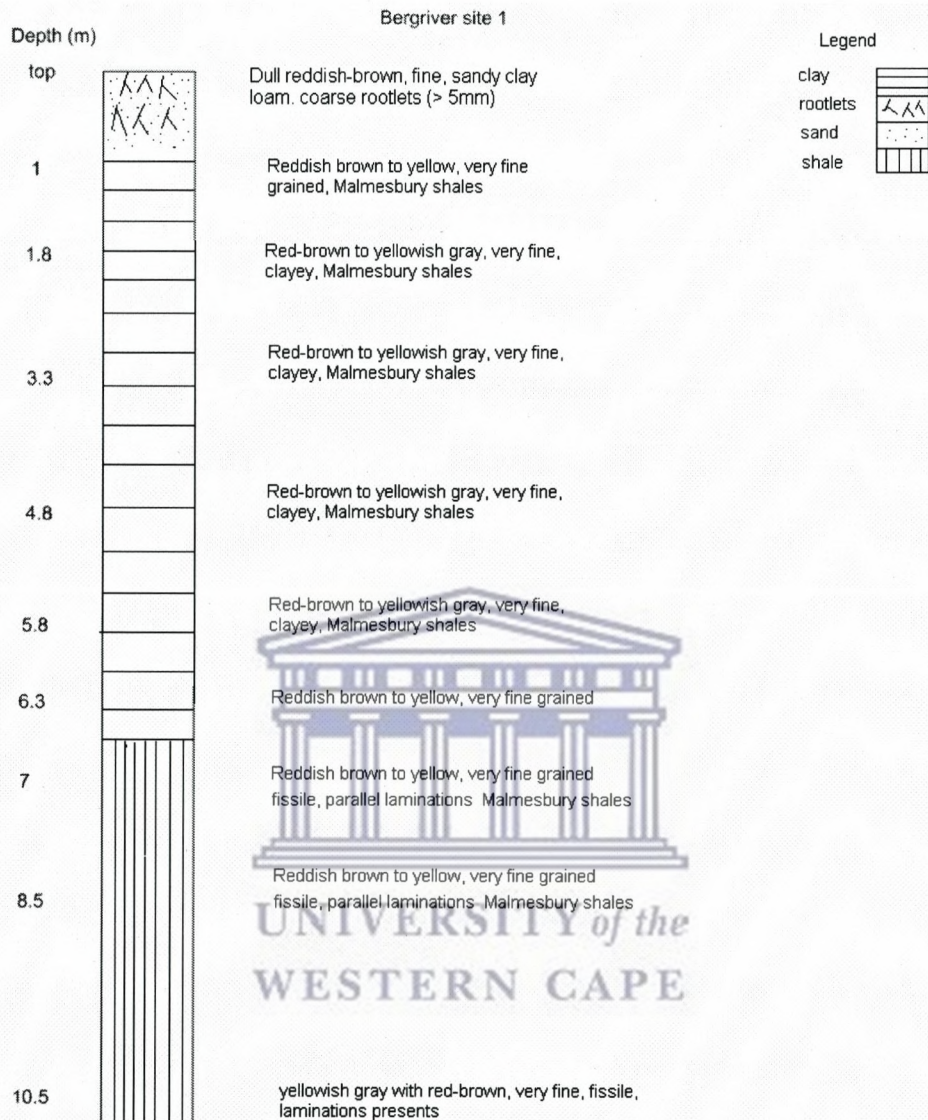 Bergriver site 1
Depth (m)
Legend
top
Dull reddish-brown, fine, sandy clay
loam. coarse rootlets (> 5mm)
clay
rootlets
sand
shale
1
Reddish brown to yellow, very fine
grained, Malmesbury shales
1.8
Red-brown to yellowish gray, very fine,
clayey, Malmesbury shales
3.3
Red-brown to yellowish gray, very fine,
clayey, Malmesbury shales
4.8
Red-brown to yellowish gray, very fine,
clayey, Malmesbury shales
5.8
Red-brown to yellowish gray, very fine,
clayey, Malmesbury shales
6.3
Reddish brown to yellow, very fine grained
7
Reddish brown to yellow, very fine grained
fissile, parallel laminations Malmesbury shales
8.5
Reddish brown to yellow, very fine grained
fissile, parallel laminations Malmesbury shales
UNIVERSITY of the
WESTERN CAPE
10.5
yellowish gray with red-brown, very fine, fissile,
laminations presents